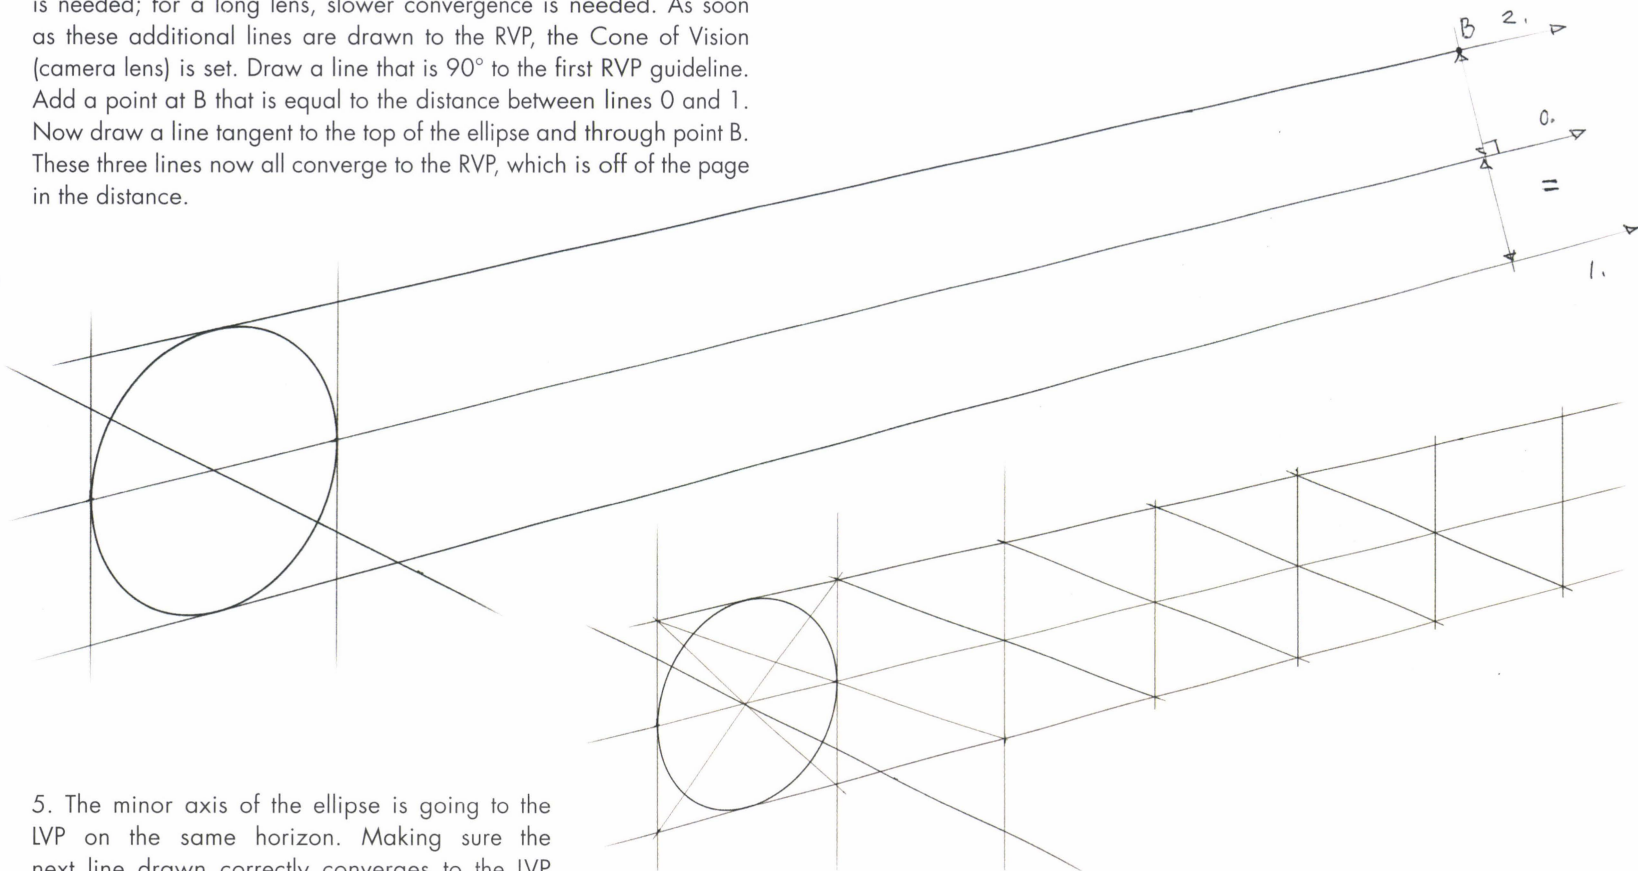 is needed; for a long lens, slower convergence is needed. As soon
as these additional lines are drawn to the RVP, the Cone of Vision
(camera lens) is set. Draw a line that is 90° to the first RVP guideline.
Add a point at B that is equal to the distance between lines 0 and 1.
Now draw a line tangent to the top of the ellipse and through point B.
These three lines now all converge to the RVP, which is off of the page
in the distance.
B 2.
0.
=
1.
5. The minor axis of the ellipse is going to the
LVP on the same horizon. Making sure the
next line drawn correctly converges to the LVP